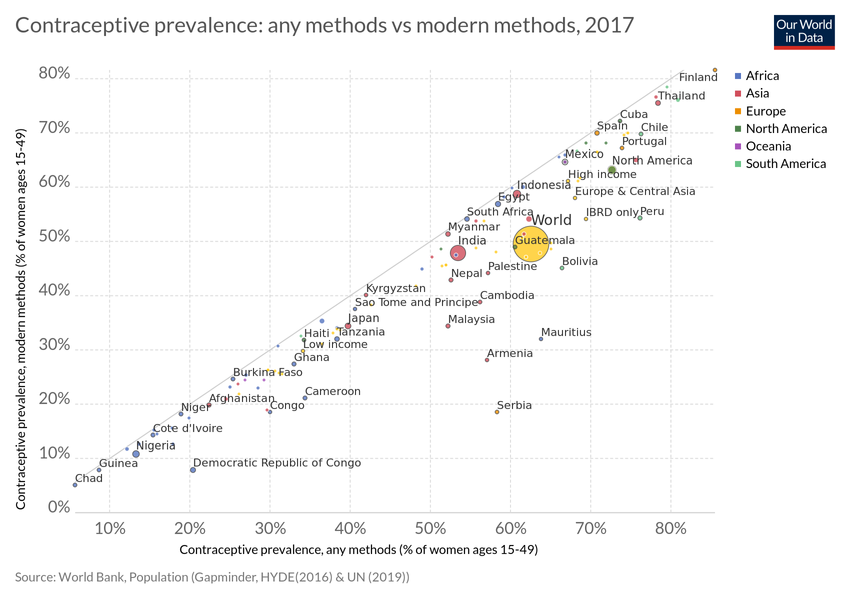 Contraceptive prevalence: any methods vs modern methods, 2017
Our World
in Data
Contraceptive prevalence, modern methods (% of women ages 15-49)
80%
70%
60%
50%
40%
30%
20%
10%
0%
Finland
Thailand
Cuba
Spain
Chile
Portugal
Mexico
North America
High income
Indonesia
Europe & Central Asia
Egypt
South Africa
IBRD only
Peru
World
Myanmar
India
Guatemala
Bolivia
Palestine
Nepal
Kyrgyzstan
Sao Tome and Principe
Cambodia
Japan
Malaysia
Haiti
Tanzania
Mauritius
Low income
Ghana
Armenia
Burkina Faso
Cameroon
Afghanistan
Niger
Congo
Serbia
Cote d'Ivoire
Nigeria
Guinea
Democratic Republic of Congo
Chad
10%
20%
30%
40%
50%
60%
70%
80%
Contraceptive prevalence, any methods (% of women ages 15-49)
Africa
Asia
Europe
North America
Oceania
South America
Source: World Bank, Population (Gapminder, HYDE(2016) & UN (2019))